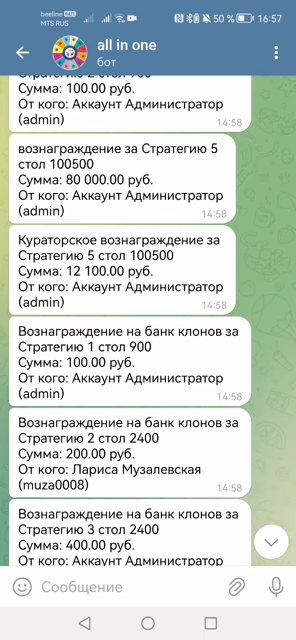 beeline
MTS RUS
50 %
16:57
all in one
бот
Стратегию 2 стол 900
Сумма: 100.00 руб.
От кого: Аккаунт Администратор
(admin)
14:58
вознаграждение за Стратегию 5
стол 100500
Сумма: 80 000.00 руб.
От кого: Аккаунт Администратор
(admin)
14:58
Кураторское вознаграждение за
Стратегию 5 стол 100500
Сумма: 12 100.00 руб.
От кого: Аккаунт Администратор
(admin)
14:58
Вознаграждение на банк клонов за
Стратегию 1 стол 900
Сумма: 100.00 руб.
От кого: Аккаунт Администратор
(admin)
14:58
Вознаграждение на банк клонов за
Стратегию 2 стол 2400
Сумма: 200.00 руб.
От кого: Лариса Музалевская
(muza0008)
14:58
Вознаграждение на банк клонов за
Стратегию 3 стол 2400
Сумма: 400.00 руб.
От кого: Аккаунт Администратор
Сообщение